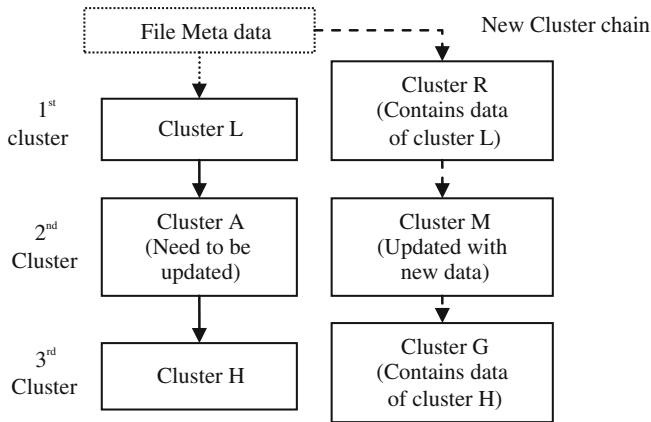 File Meta data
New Cluster chain
1st
cluster
Cluster L
Cluster R
(Contains data
of cluster L)
2nd
Cluster
Cluster A
(Need to be
updated)
Cluster M
(Updated with
new data)
3rd
Cluster
Cluster H
Cluster G
(Contains data
of cluster H)